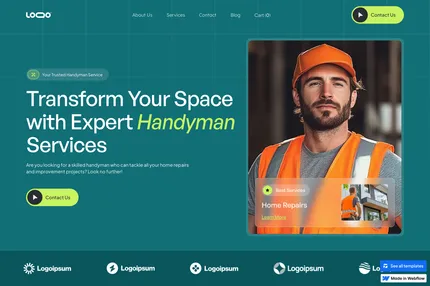 LOGO
About Us
Services
Contact
Blog
Cart (0)
Contact Us
Your Trusted Handyman Service
Transform Your Space
with Expert Handyman
Services
Are you looking for a skilled handyman who can tackle all your home repairs
and improvement projects? Look no further!
Contact Us
Best Services
Home Repairs
Learn More
Logoipsum
Logoipsum
Logoipsum
Logoipsum
See all templates
Made in Webflow